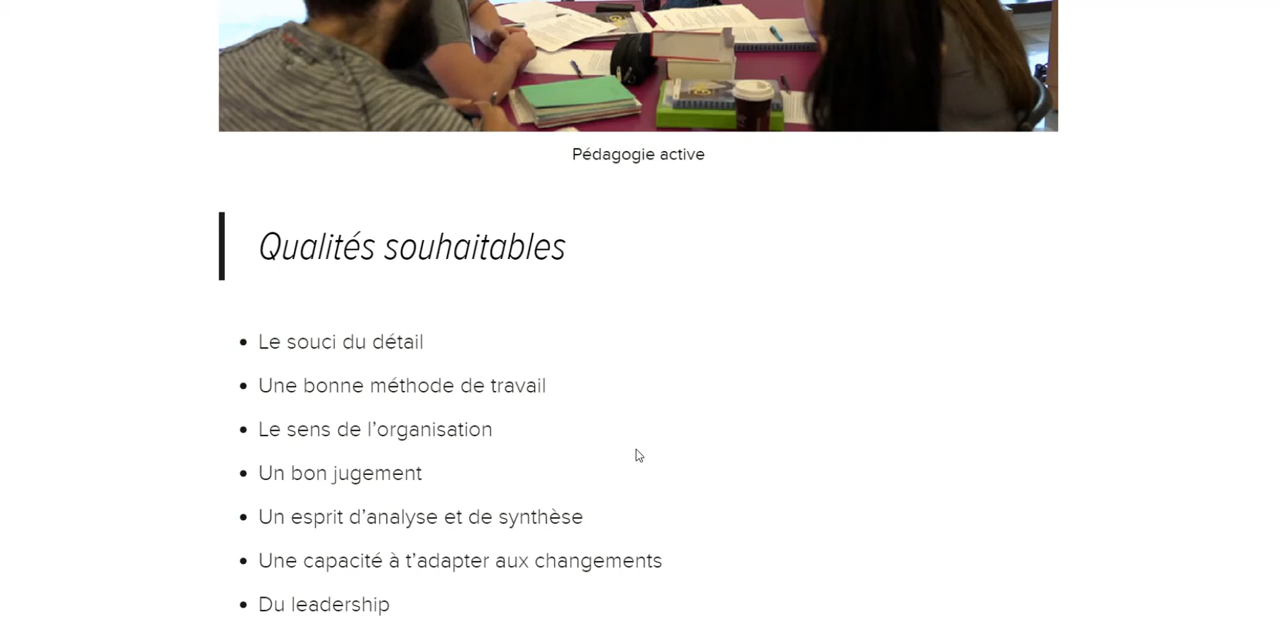 Pédagogie active
Qualités souhaitables
Le souci du détail
Une bonne méthode de travail
Le sens de l’organisation
Un bon jugement
Un esprit d’analyse et de synthèse
Une capacité à t’adapter aux changements
Du leadership